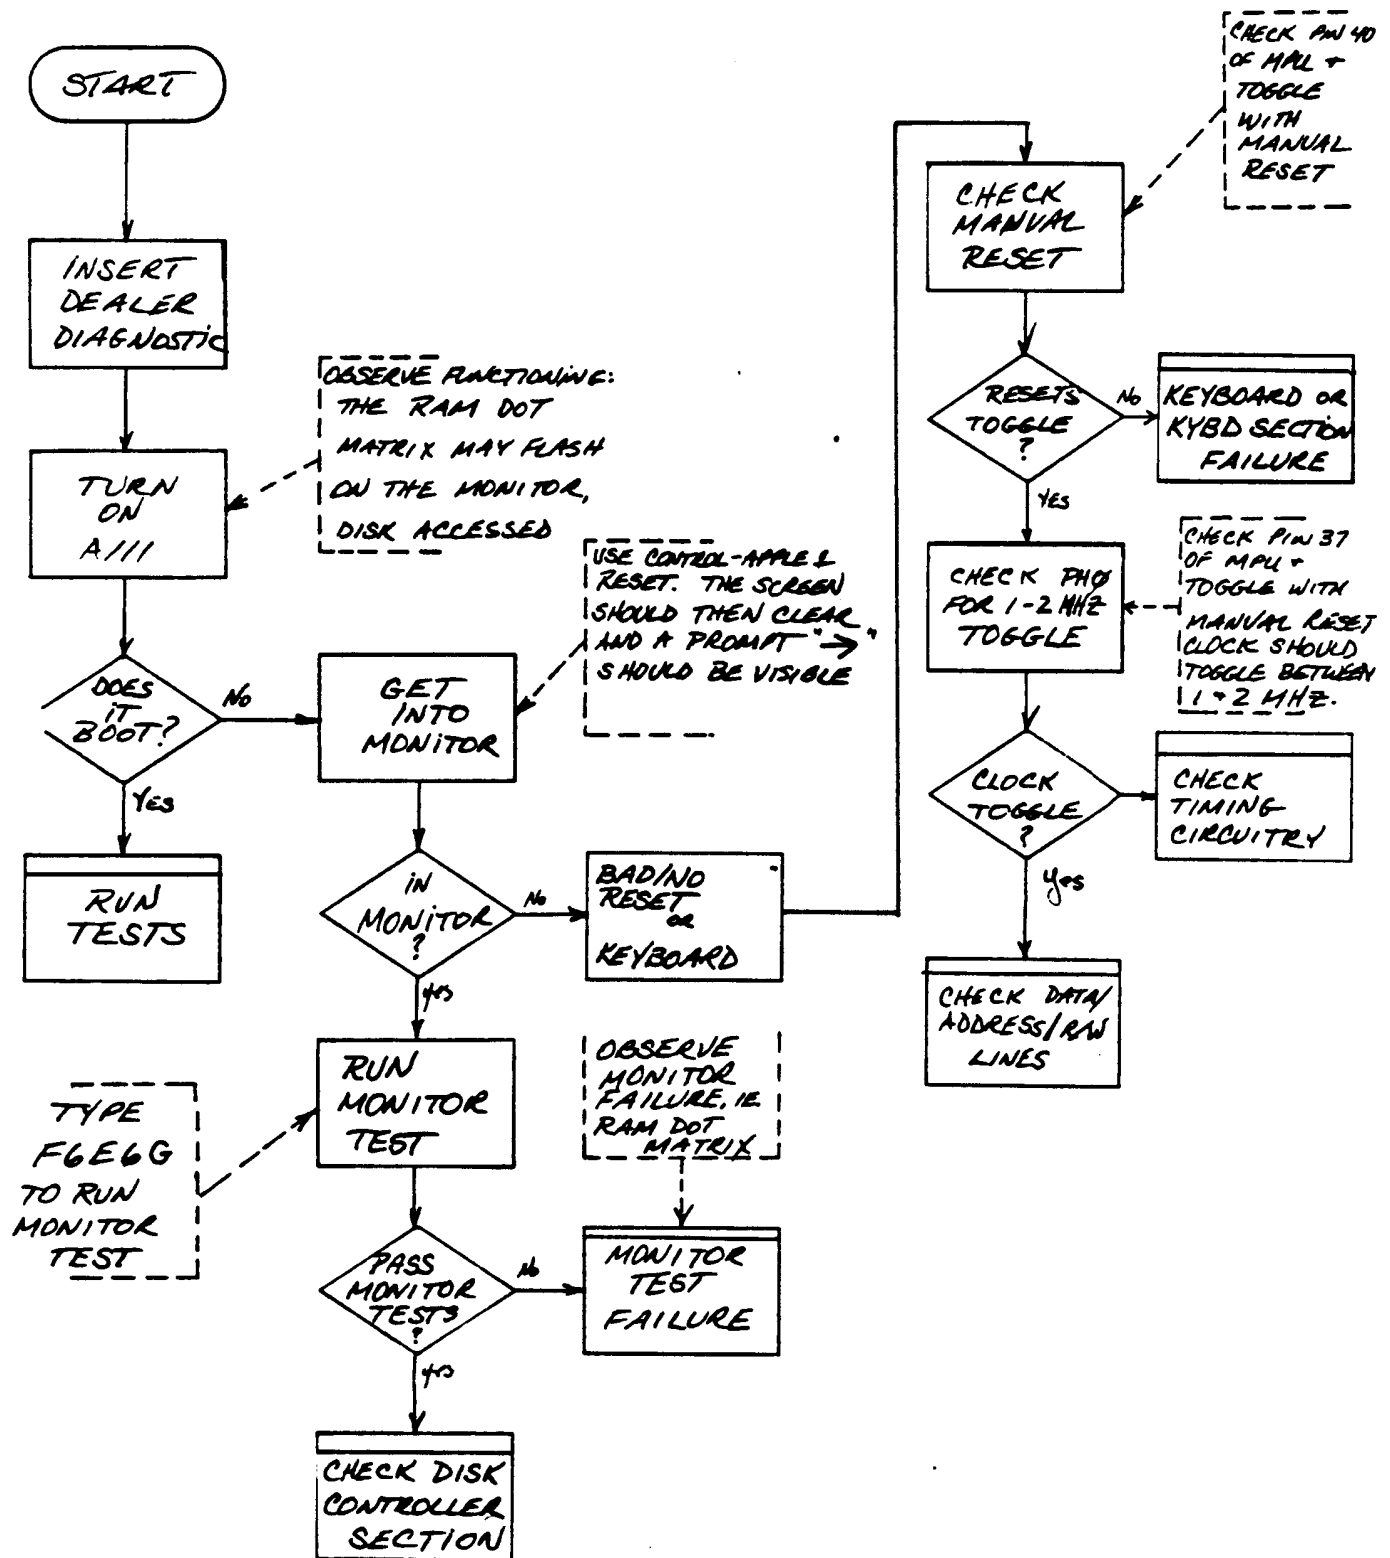 START
INSERT
DEALER
DIAGNOSTIC
TURN
ON
A///
OBSERVE FUNCTIONING:
THE RAM DOT
MATRIX MAY FLASH
ON THE MONITOR,
DISK ACCESSED
DOES
IT
BOOT?
No
YES
RUN
TESTS
GET
INTO
MONITOR
USE CONTROL-APPLE 1
RESET. THE SCREEN
SHOULD THEN CLEAR
AND A PROMPT "→"
SHOULD BE VISIBLE
IN
MONITOR
?
No
yes
BAD/NO
RESET
OR
KEYBOARD
RUN
MONITOR
TEST
TYPE
F6E6G
TO RUN
MONITOR
TEST
PASS
MONITOR
TESTS
?
No
yes
OBSERVE
MONITOR
FAILURE, IE
RAM DOT
MATRIX
MONITOR
TEST
FAILURE
CHECK DISK
CONTROLLER
SECTION
CHECK PIN 40
OF MPU +
TOGGLE
WITH
MANUAL
RESET
CHECK
MANUAL
RESET
RESETS
TOGGLE
?
No
YES
KEYBOARD OR
KYBD SECTION
FAILURE
CHECK PHØ
FOR 1-2 MHZ
TOGGLE
CHECK PIN 37
OF MPU +
TOGGLE WITH
MANUAL RESET
CLOCK SHOULD
TOGGLE BETWEEN
1 + 2 MHZ.
CLOCK
TOGGLE
?
yes
CHECK
TIMING
CIRCUITRY
CHECK DATA/
ADDRESS/RAW
LINES